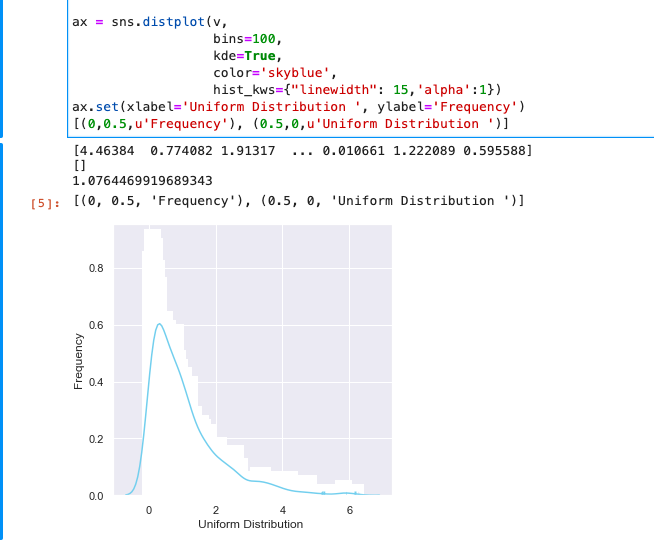 ax = sns.distplot(v,
bins=100,
kde=True,
color='skyblue',
hist_kws={"linewidth": 15,'alpha':1})
ax.set(xlabel='Uniform Distribution ', ylabel='Frequency')
[(0,0.5,u'Frequency'), (0.5,0,u'Uniform Distribution ')]
[4.46384  0.774082 1.91317  ... 0.010661 1.222089 0.595588]
[]
1.0764469919689343
[5]: [(0, 0.5, 'Frequency'), (0.5, 0, 'Uniform Distribution ')]
0.8
0.6
0.4
0.2
0.0
Frequency
0 2 4 6
Uniform Distribution